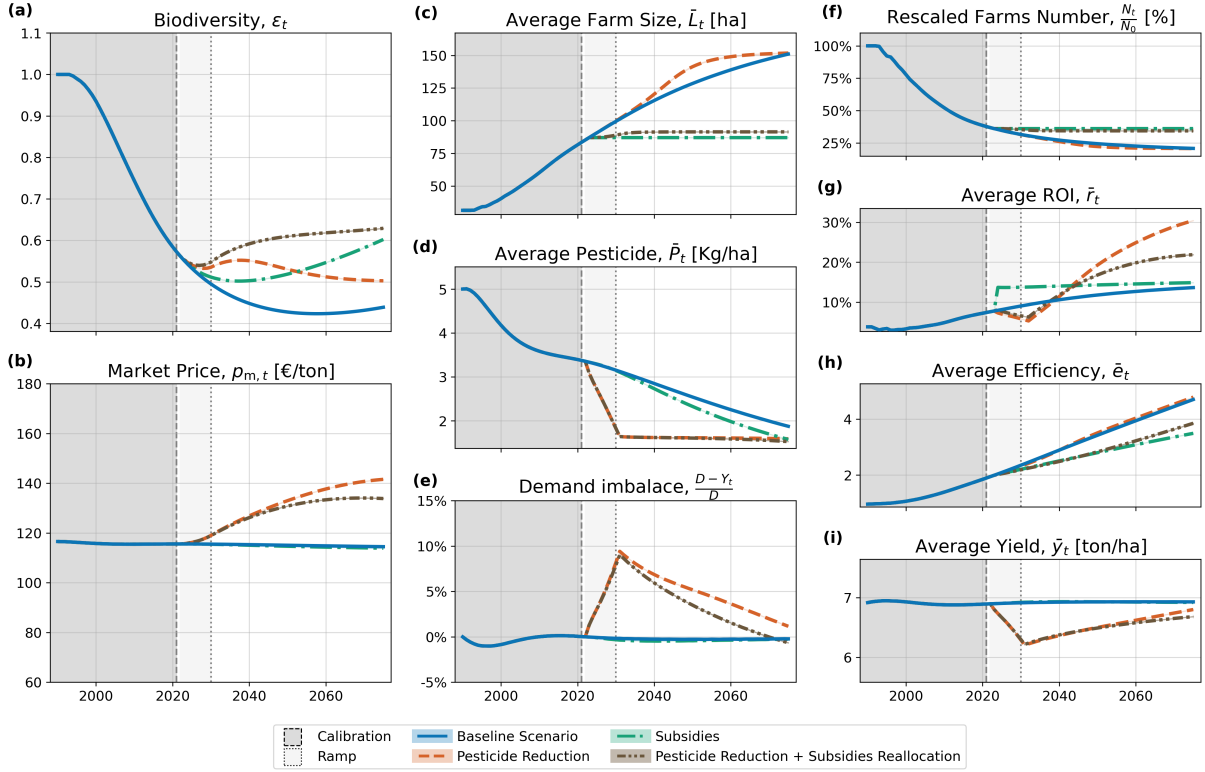 (a)
Biodiversity, εt
1.1
1.0
0.9
0.8
0.7
0.6
0.5
0.4
(b)
Market Price, pm, t [€/ton]
180
160
140
120
100
80
60
2000 2020 2040 2060
(c)
Average Farm Size, L̄t [ha]
150
125
100
75
50
(d)
Average Pesticide, P̄t [Kg/ha]
5
4
3
2
(e)
Demand imbalace, D − Yt / D
15%
10%
5%
0%
-5%
2000 2020 2040 2060
(f)
Rescaled Farms Number, Nt / N0 [%]
100%
75%
50%
25%
(g)
Average ROI, r̄t
30%
20%
10%
(h)
Average Efficiency, ēt
4
2
(i)
Average Yield, ȳt [ton/ha]
7
6
2000 2020 2040 2060
Calibration Baseline Scenario Subsidies
Ramp Pesticide Reduction Pesticide Reduction + Subsidies Reallocation